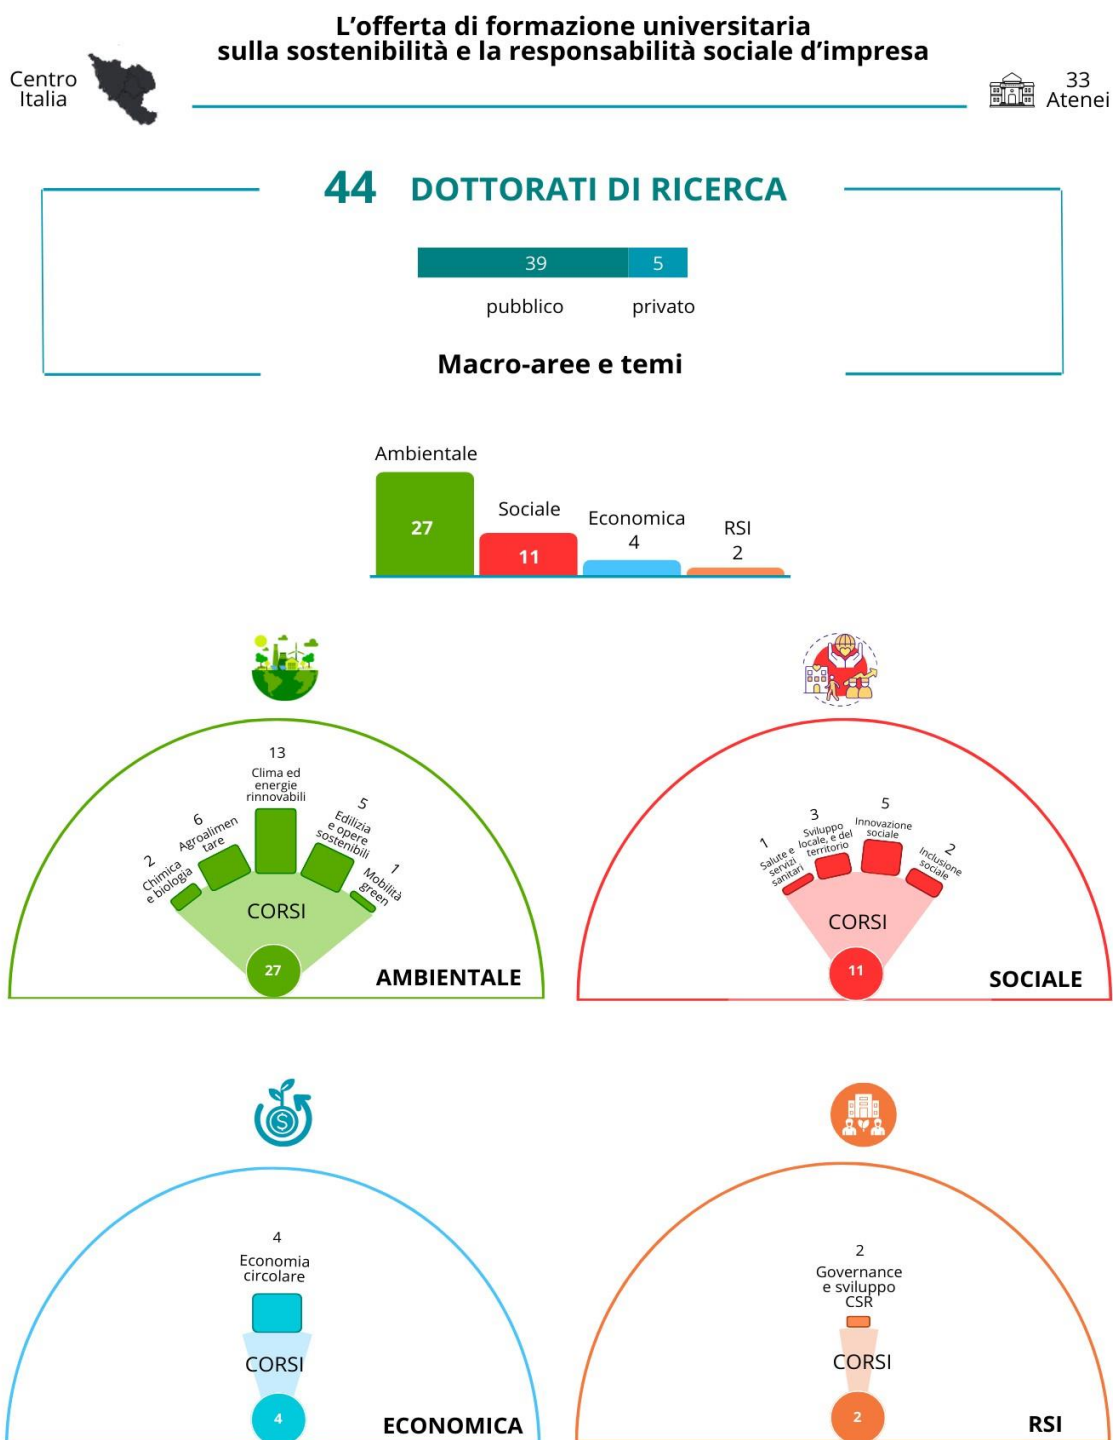 L’offerta di formazione universitaria
sulla sostenibilità e la responsabilità sociale d’impresa
Centro
Italia
33
Atenei
44 DOTTORATI DI RICERCA
39 5
pubblico privato
Macro-aree e temi
Ambientale
27
Sociale
11
Economica
4
RSI
2
2
Chimica
e biologia
6
Agroalimen
tare
13
Clima ed
energie
rinnovabili
5
Edilizia
e opere
sostenibili
1
Mobilità
green
CORSI
27
AMBIENTALE
1
Salute e
servizi
sanitari
3
Sviluppo
locale, e del
territorio
5
Innovazione
sociale
2
Inclusione
sociale
CORSI
11
SOCIALE
4
Economia
circolare
CORSI
4
ECONOMICA
2
Governance
e sviluppo
CSR
CORSI
2
RSI